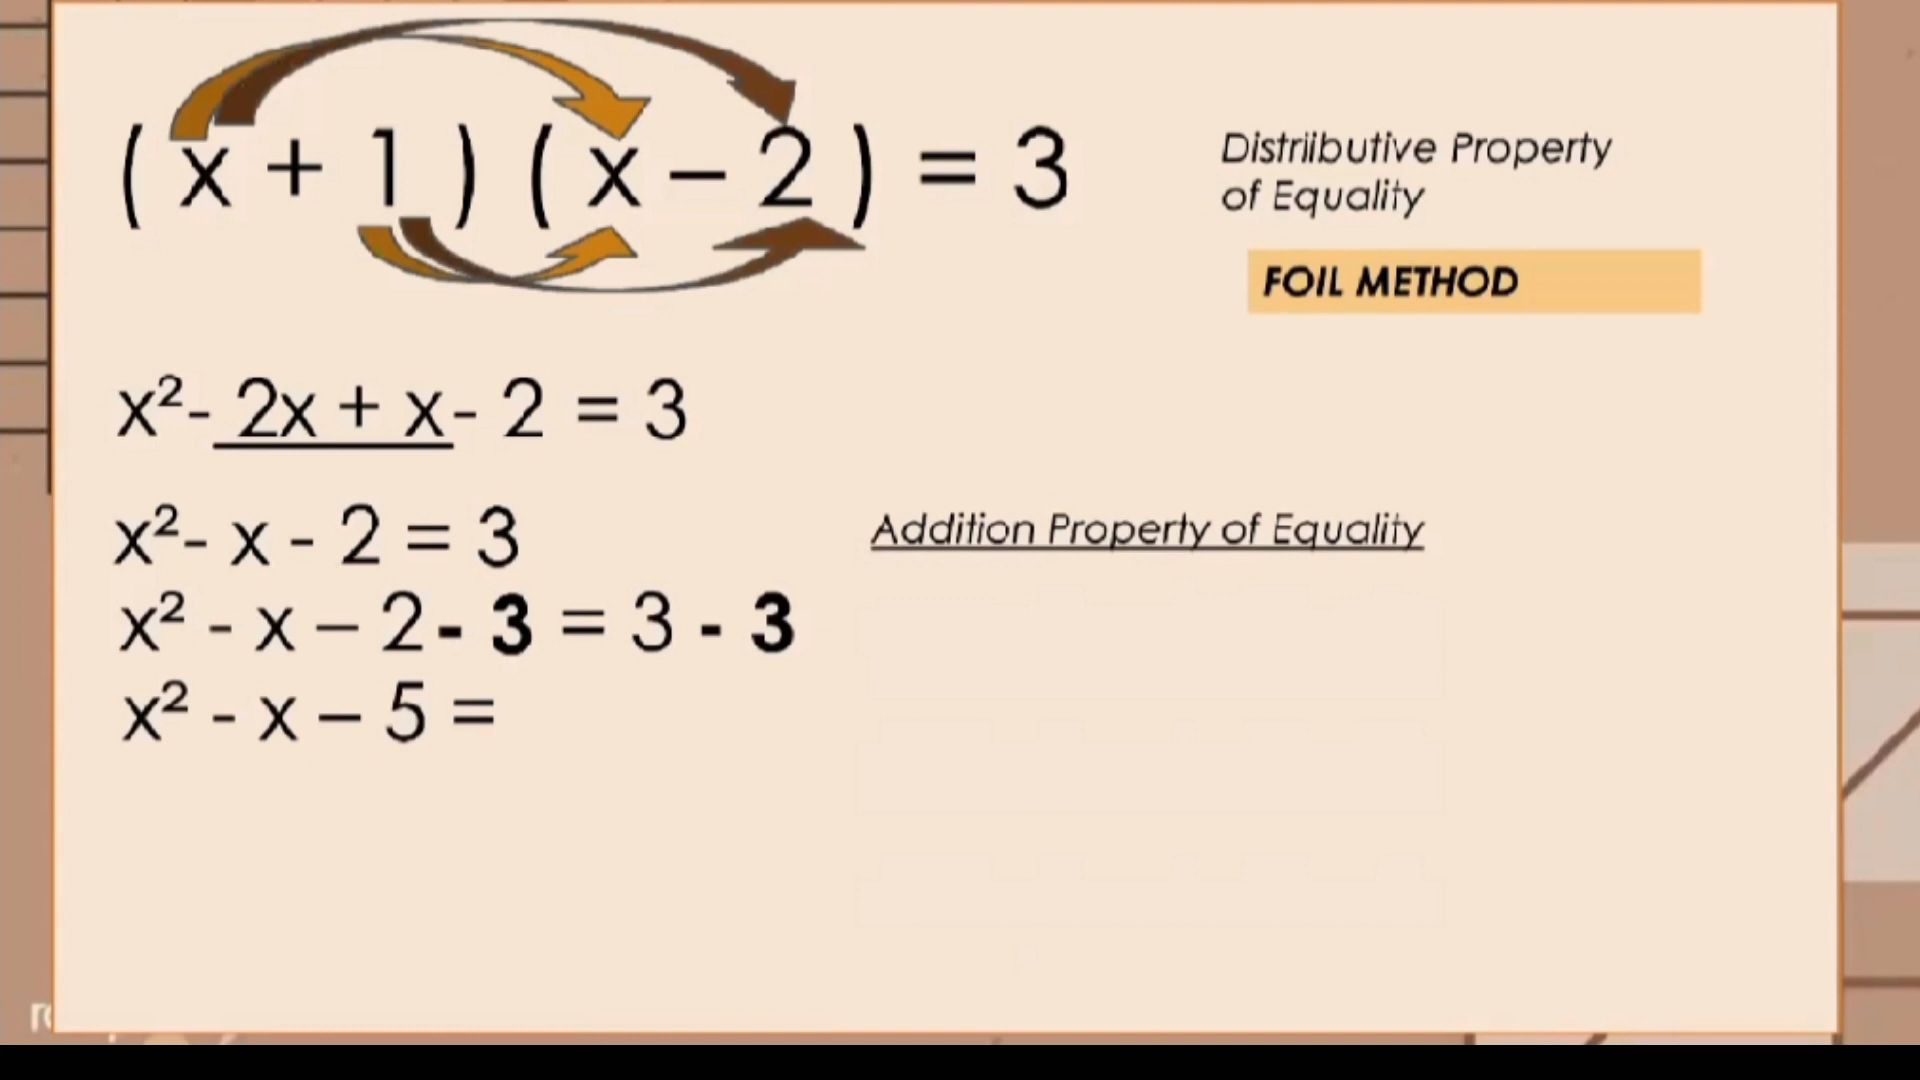 ( x + 1 ) ( x – 2 ) = 3
Distriibutive Property
of Equality
FOIL METHOD
x²- 2x + x- 2 = 3
x²- x - 2 = 3
Addition Property of Equality
x² - x – 2 - 3 = 3 - 3
x² - x – 5 =